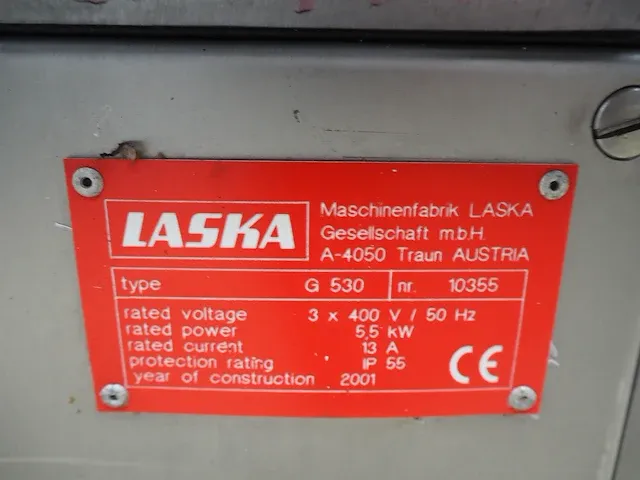 LASKA
Maschinenfabrik LASKA
Gesellschaft m.b.H.
A-4050 Traun AUSTRIA
type G 530 nr. 10355
rated voltage 3 x 400 V / 50 Hz
rated power 5,5 kW
rated current 13 A
protection rating IP 55
year of construction 2001
CE